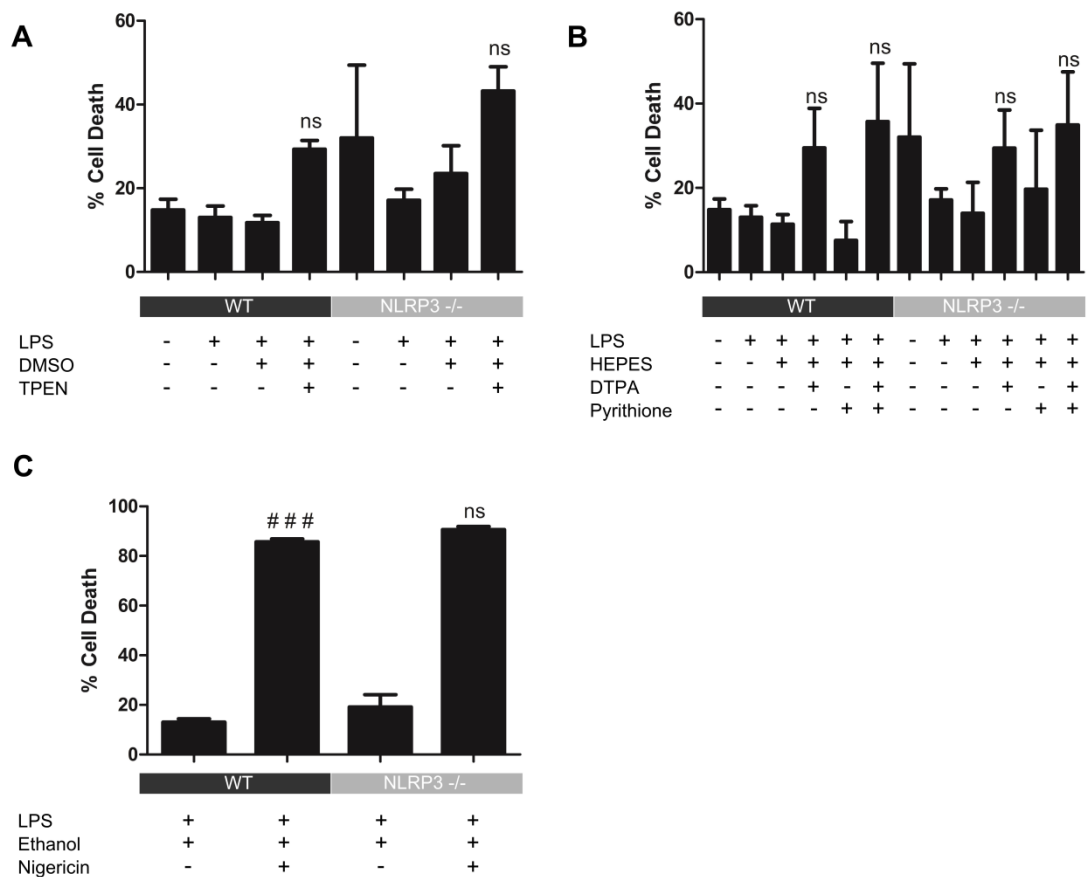 A
% Cell Death
60
40
20
0
ns
ns
WT NLRP3 -/-
LPS - + + + - + + +
DMSO - - + + - - + +
TPEN - - - + - - - +
B
% Cell Death
60
40
20
0
ns
ns
ns
ns
WT NLRP3 -/-
LPS - + + + + + - + + + + +
HEPES - - + + + + - - + + + +
DTPA - - - + - + - - - + - +
Pyrithione - - - - + + - - - - + +
C
% Cell Death
100
80
60
40
20
0
# # #
ns
WT NLRP3 -/-
LPS + + + +
Ethanol + + + +
Nigericin - + - +